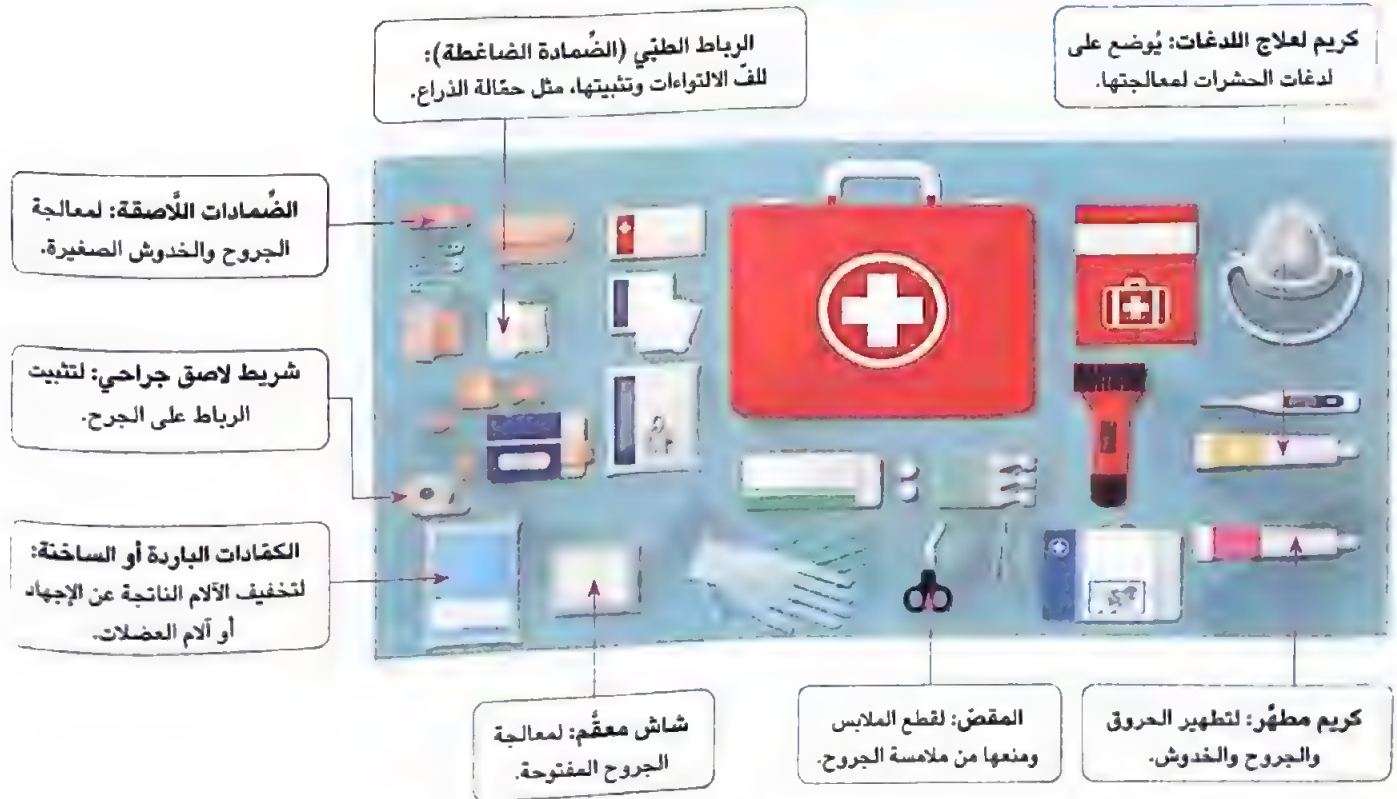 كريم لعلاج اللدغات: يُوضع على
لدغات الحشرات لمعالجتها.
الرباط الطبّي (الضُمادة الضاغطة):
للفّ الالتواءات وتثبيتها، مثل حمّالة الذراع.
الضُمادات اللَّاصقة: لمعالجة
الجروح والخدوش الصغيرة.
شريط لاصق جراحي: لتثبيت
الرباط على الجرح.
الكمّادات الباردة أو الساخنة:
لتخفيف الآلام الناتجة عن الإجهاد
أو آلام العضلات.
كريم مطهَّر: لتطهير الحروق
والجروح والخدوش.
المقصّ: لقطع الملابس
ومنعها من ملامسة الجروح.
شاش معقَّم: لمعالجة
الجروح المفتوحة.